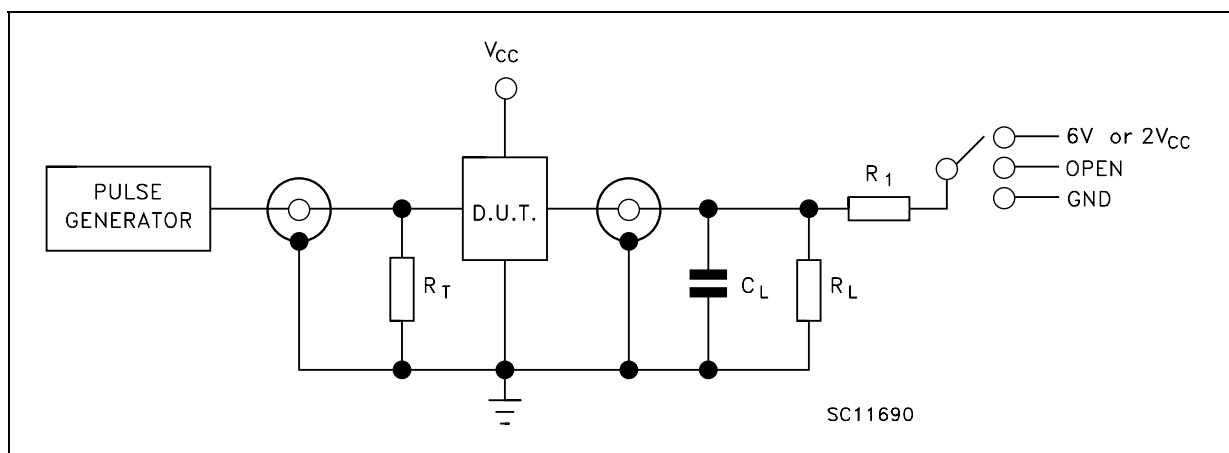 VCC
6V or 2VCC
OPEN
GND
R1
PULSE
GENERATOR
D.U.T.
RT
CL
RL
SC11690